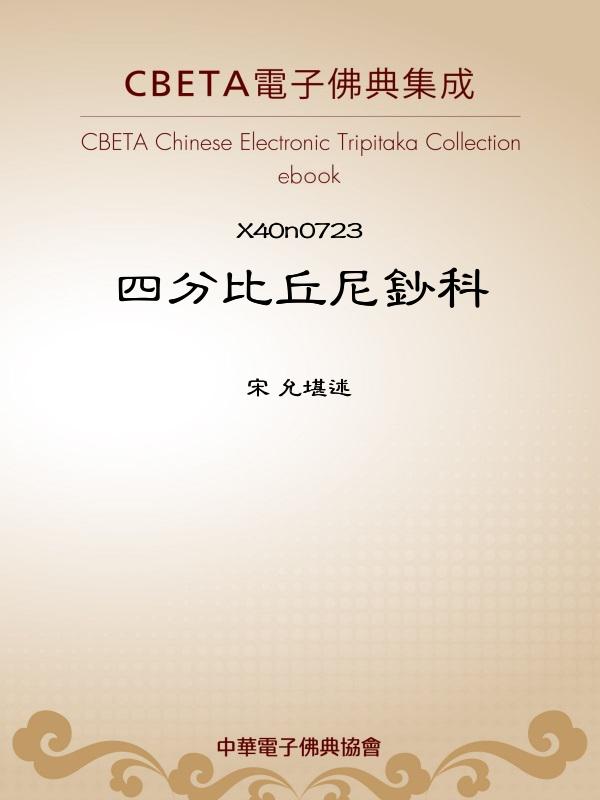 CBETA電子佛典集成
CBETA Chinese Electronic Tripitaka Collection
ebook
X40n0723
四分比丘尼鈔科
宋 允堪述
中華電子佛典協會